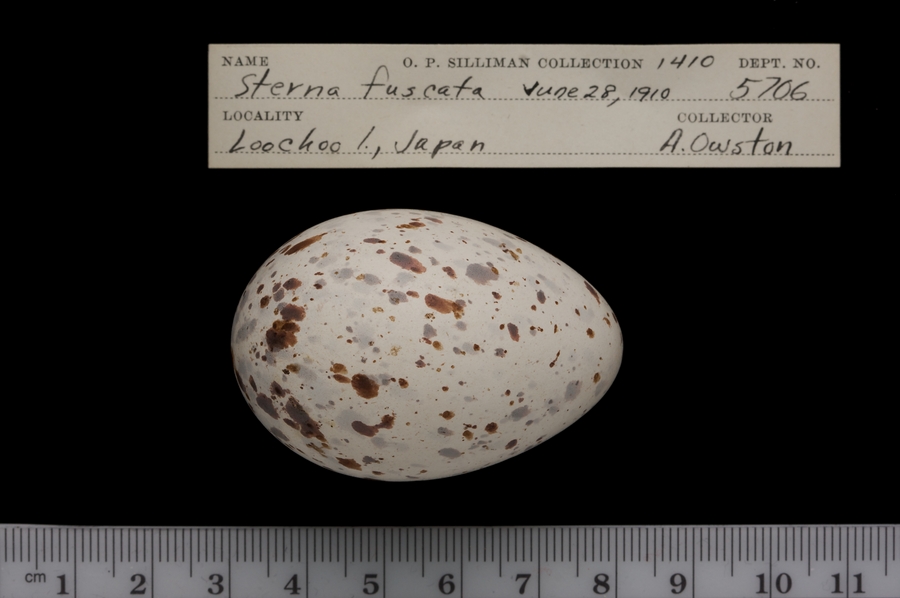 NAME O. P. SILLIMAN COLLECTION 1410 DEPT. NO.
Sterna fuscata June 28, 1910 5706
LOCALITY COLLECTOR
Loochoo I., Japan A. Owston
cm 1 2 3 4 5 6 7 8 9 10 11